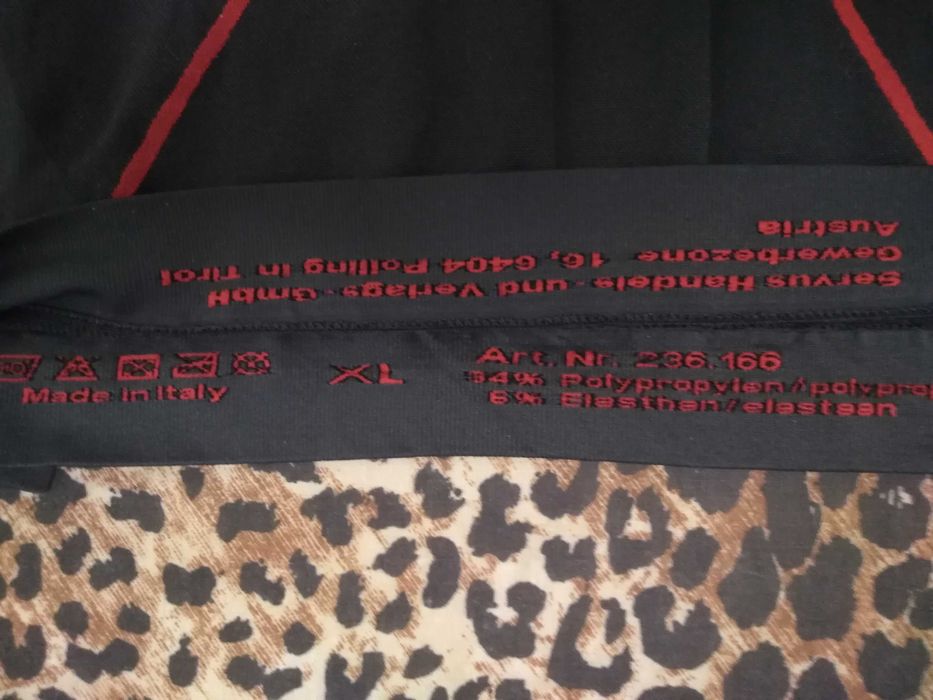 Servus Handels- und Verlags-GmbH
Gewerbezone 16, 6404 Polling in Tirol
Austria
Made in Italy
XL
Art. Nr. 236.166
94% Polypropylen/polyprop
6% Elasthan/elastaan